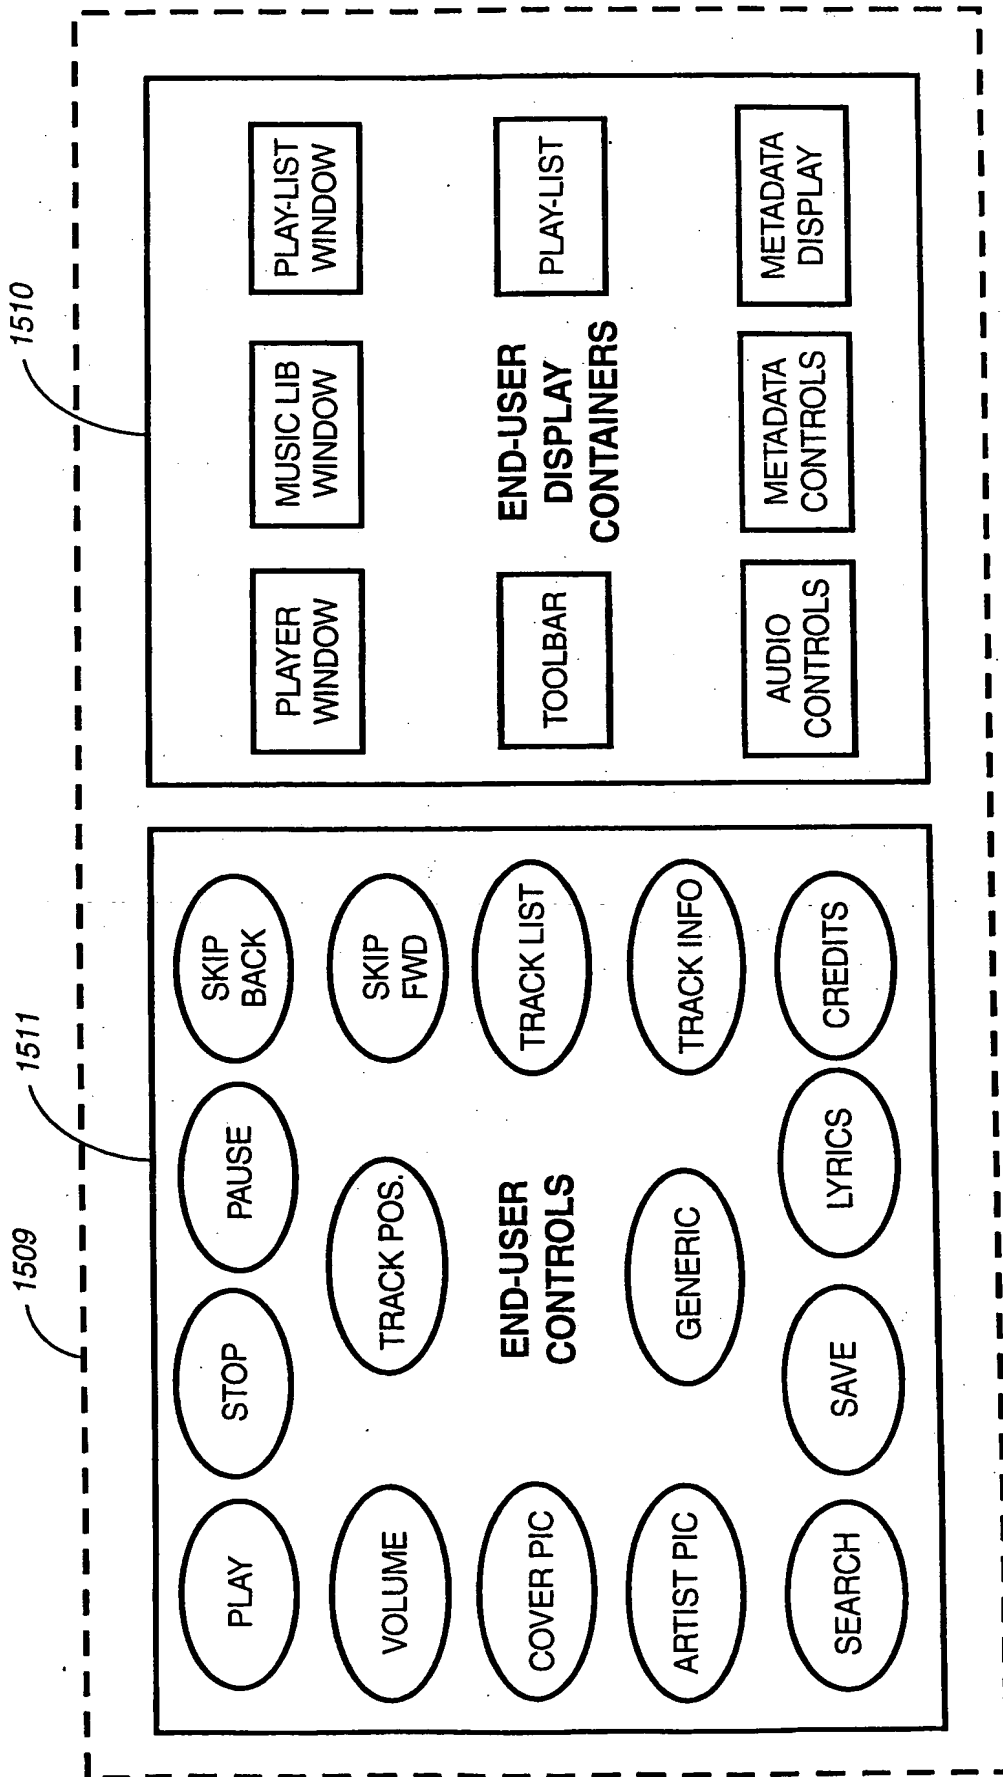 1509
1511
1510
PLAY
STOP
PAUSE
SKIP
BACK
VOLUME
TRACK POS.
SKIP
FWD
COVER PIC
END-USER
CONTROLS
TRACK LIST
ARTIST PIC
GENERIC
TRACK INFO
SEARCH
SAVE
LYRICS
CREDITS
PLAYER
WINDOW
MUSIC LIB
WINDOW
PLAY-LIST
WINDOW
TOOLBAR
END-USER
DISPLAY
CONTAINERS
PLAY-LIST
AUDIO
CONTROLS
METADATA
CONTROLS
METADATA
DISPLAY